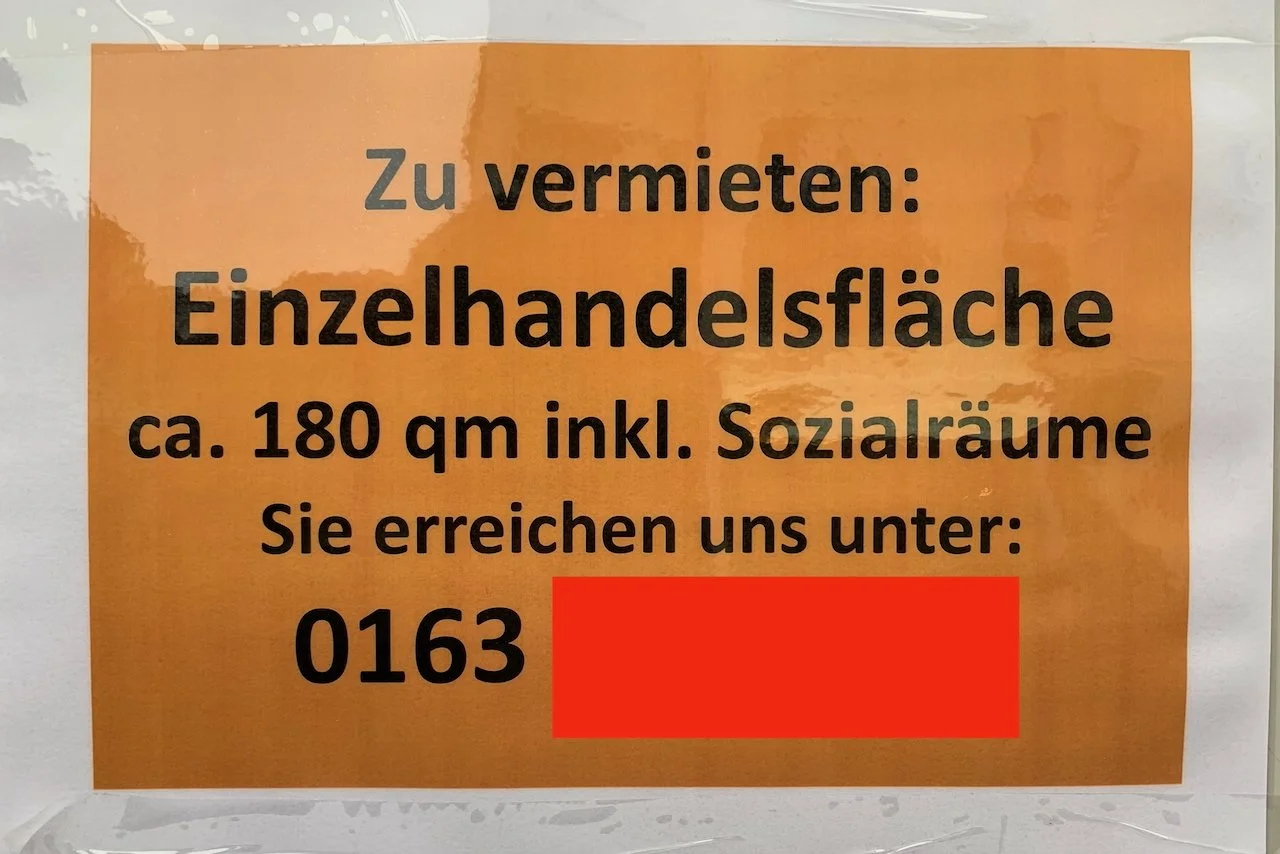 Zu vermieten:
Einzelhandelsfläche
ca. 180 qm inkl. Sozialräume
Sie erreichen uns unter:
0163